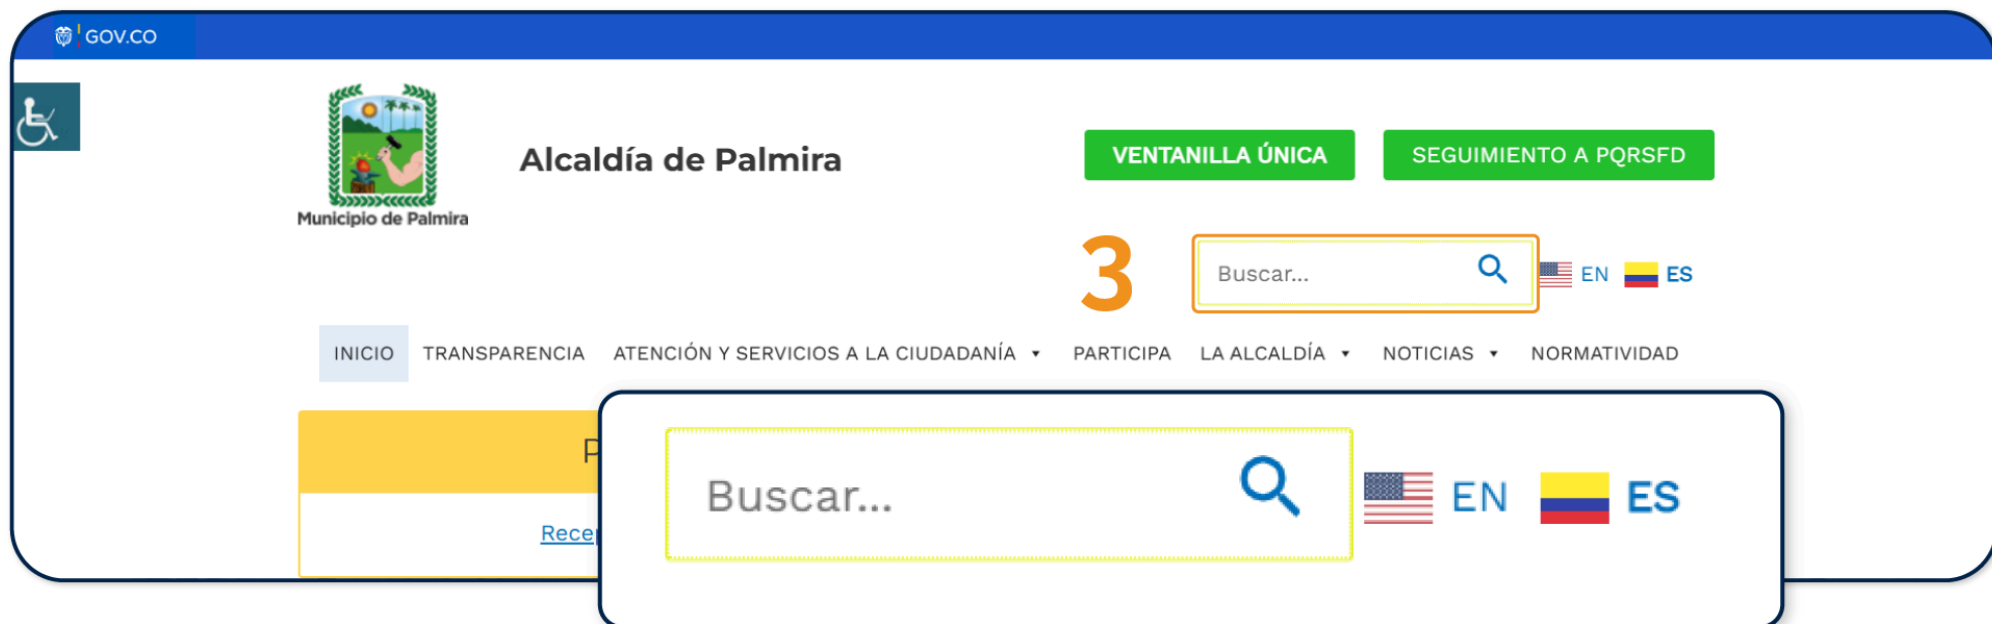 GOV.CO
Alcaldía de Palmira
VENTANILLA ÚNICA
SEGUIMIENTO A PQRSFD
Municipio de Palmira
3
Buscar...
EN
ES
INICIO TRANSPARENCIA ATENCIÓN Y SERVICIOS A LA CIUDADANÍA PARTICIPA LA ALCALDÍA NOTICIAS NORMATIVIDAD
Buscar...
EN
ES